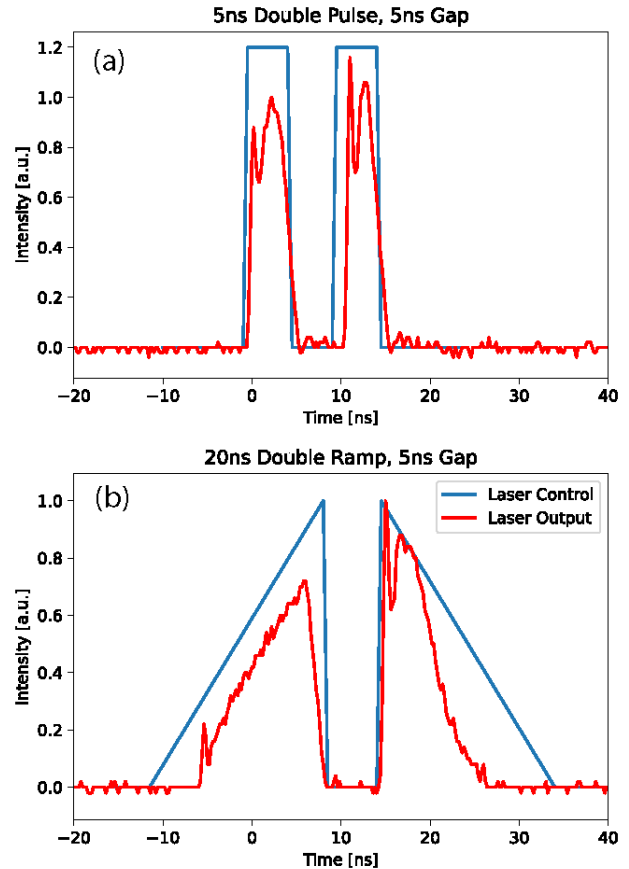 5ns Double Pulse, 5ns Gap
(a)
Intensity [a.u.]
1.2
1.0
0.8
0.6
0.4
0.2
0.0
−20 −10 0 10 20 30 40
Time [ns]
20ns Double Ramp, 5ns Gap
(b)
Laser Control
Laser Output
Intensity [a.u.]
1.0
0.8
0.6
0.4
0.2
0.0
−20 −10 0 10 20 30 40
Time [ns]